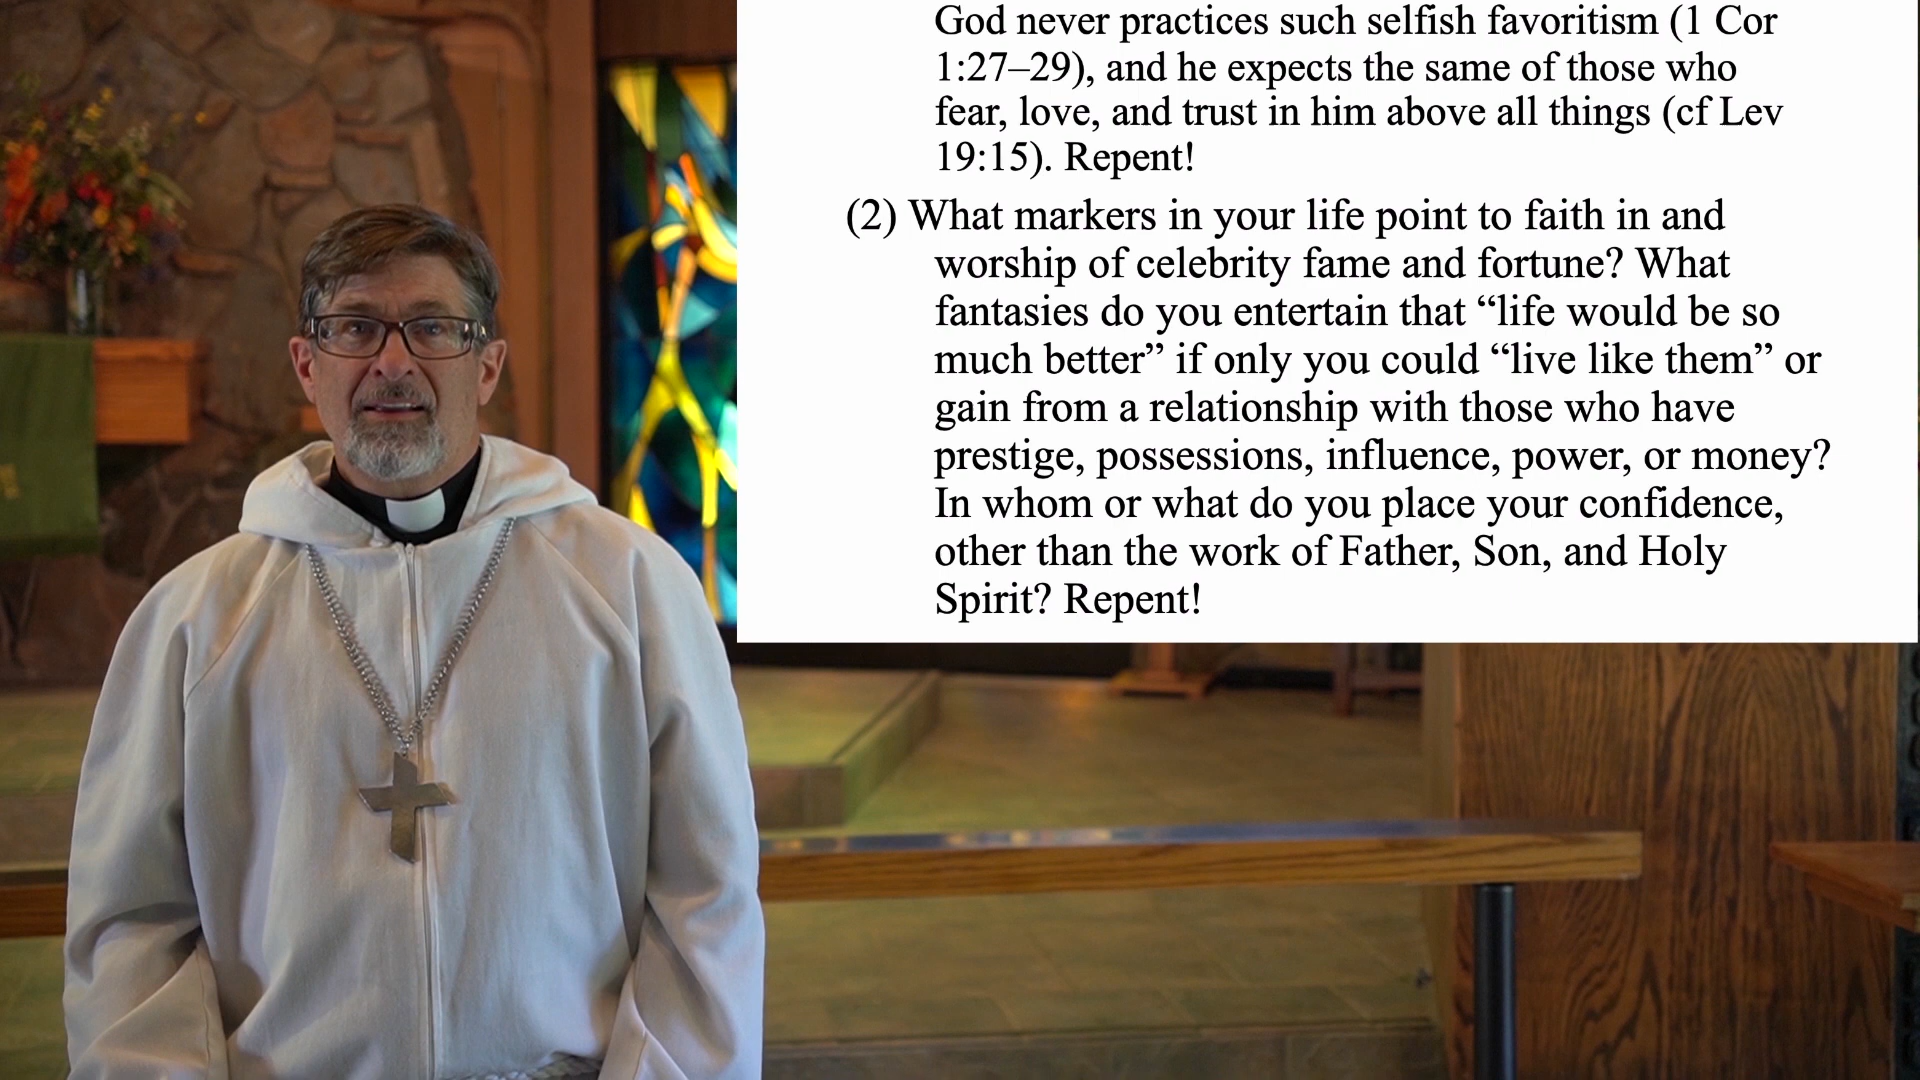 God never practices such selfish favoritism (1 Cor
1:27–29), and he expects the same of those who
fear, love, and trust in him above all things (cf Lev
19:15). Repent!
(2) What markers in your life point to faith in and
worship of celebrity fame and fortune? What
fantasies do you entertain that “life would be so
much better” if only you could “live like them” or
gain from a relationship with those who have
prestige, possessions, influence, power, or money?
In whom or what do you place your confidence,
other than the work of Father, Son, and Holy
Spirit? Repent!